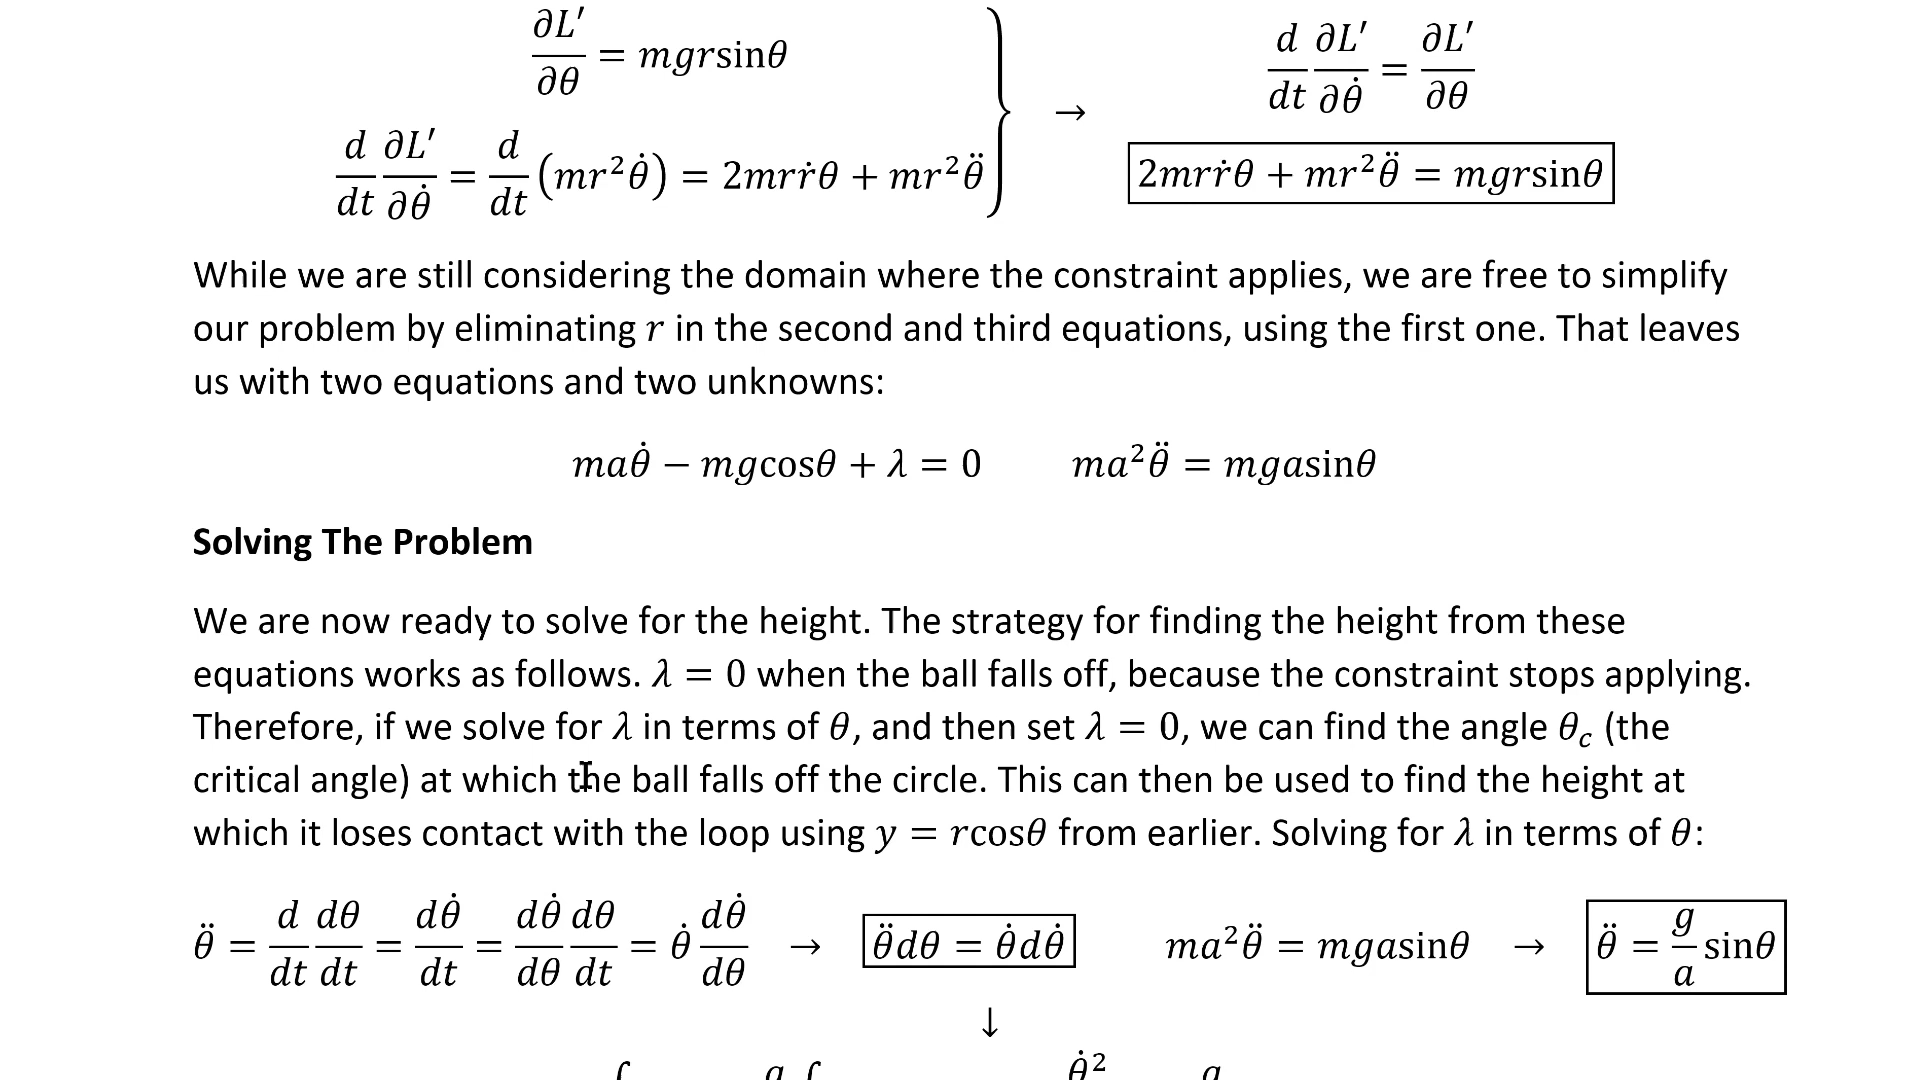 ∂L′/∂θ = mgrsinθ
d/dt ∂L′/∂θ̇ = d/dt (mr²θ̇) = 2mrṙθ + mr²θ̈ } → d/dt ∂L′/∂θ̇ = ∂L′/∂θ
2mrṙθ + mr²θ̈ = mgrsinθ
While we are still considering the domain where the constraint applies, we are free to simplify
our problem by eliminating r in the second and third equations, using the first one. That leaves
us with two equations and two unknowns:
maθ̇ − mgcosθ + λ = 0 ma²θ̈ = mgasinθ
Solving The Problem
We are now ready to solve for the height. The strategy for finding the height from these
equations works as follows. λ = 0 when the ball falls off, because the constraint stops applying.
Therefore, if we solve for λ in terms of θ, and then set λ = 0, we can find the angle θ_c (the
critical angle) at which the ball falls off the circle. This can then be used to find the height at
which it loses contact with the loop using y = rcosθ from earlier. Solving for λ in terms of θ:
θ̈ = d/dt dθ/dt = dθ̇/dt = dθ̇/dθ dθ/dt = θ̇ dθ̇/dθ → θ̈dθ = θ̇dθ̇ ma²θ̈ = mgasinθ → θ̈ = g/a sinθ
↓
θ̇²